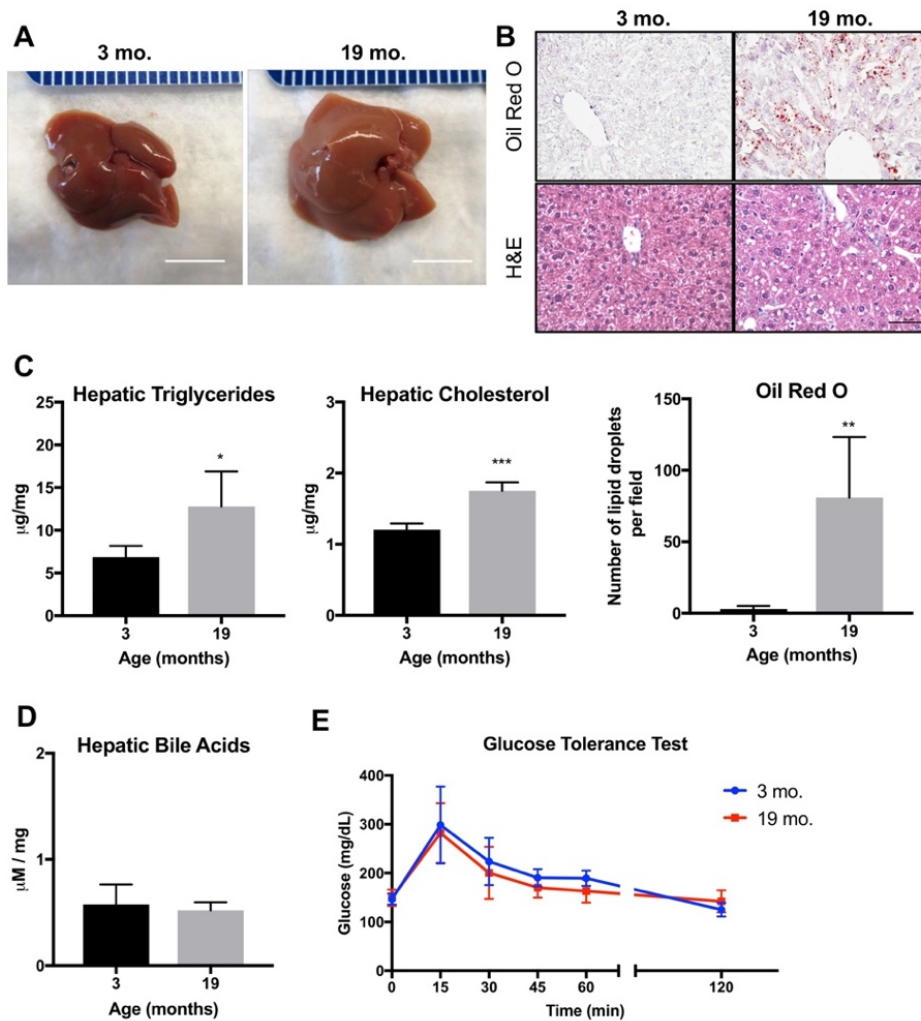 A
3 mo.
19 mo.
B
3 mo.
19 mo.
Oil Red O
H&E
C
Hepatic Triglycerides
25
20
15
10
5
0
μg/mg
*
3
19
Age (months)
Hepatic Cholesterol
3
2
1
0
μg/mg
***
3
19
Age (months)
Oil Red O
150
100
50
0
Number of lipid droplets
per field
**
3
19
Age (months)
D
Hepatic Bile Acids
2
1
0
μM / mg
3
19
Age (months)
E
Glucose Tolerance Test
400
300
200
100
0
Glucose (mg/dL)
3 mo.
19 mo.
0
15
30
45
60
120
Time (min)